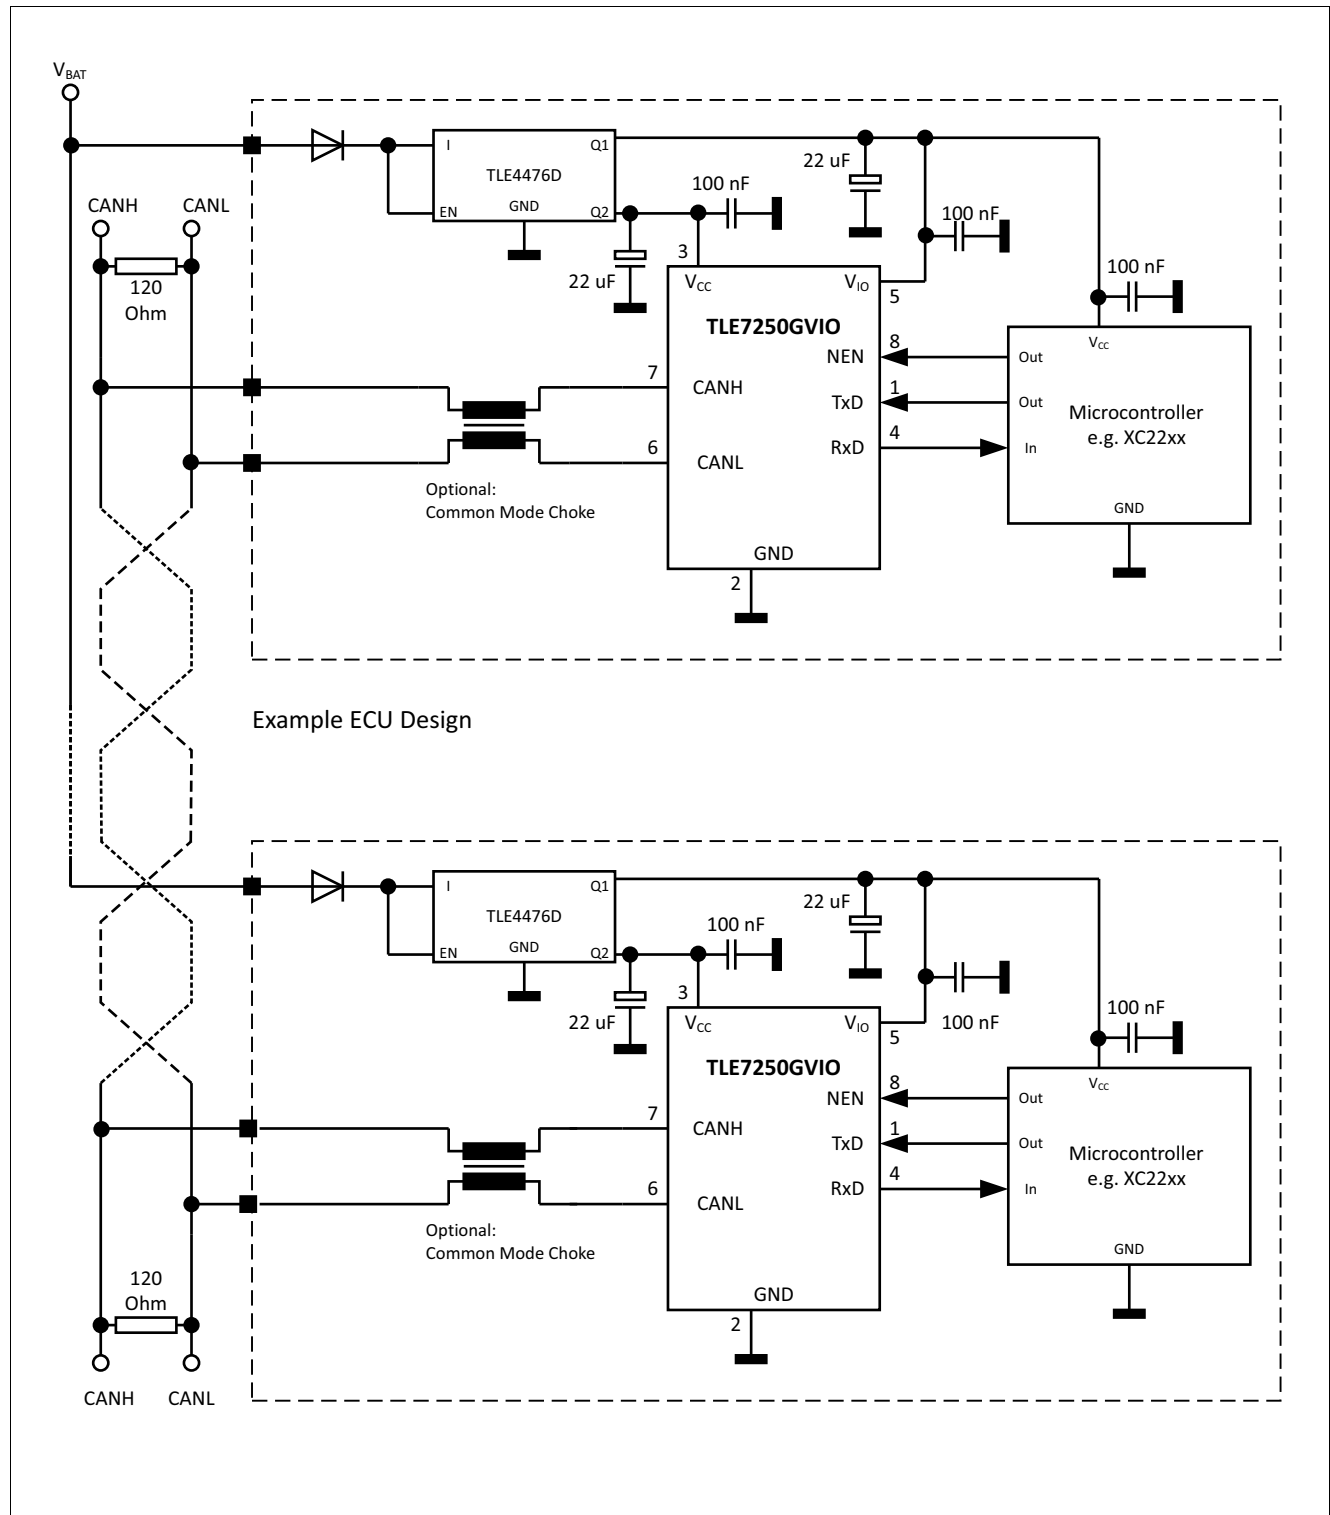 VBAT
CANH
CANL
120
Ohm
I
Q1
TLE4476D
EN
GND
Q2
22 uF
100 nF
22 uF
100 nF
100 nF
3
VCC
VIO
5
TLE7250GVIO
NEN
8
Out
VCC
7
CANH
TxD
1
Out
Microcontroller
e.g. XC22xx
6
CANL
RxD
4
In
Optional:
Common Mode Choke
GND
GND
2
Example ECU Design
I
Q1
TLE4476D
EN
GND
Q2
22 uF
100 nF
22 uF
100 nF
100 nF
3
VCC
VIO
5
TLE7250GVIO
NEN
8
Out
VCC
7
CANH
TxD
1
Out
Microcontroller
e.g. XC22xx
6
CANL
RxD
4
In
Optional:
Common Mode Choke
GND
GND
2
120
Ohm
CANH
CANL